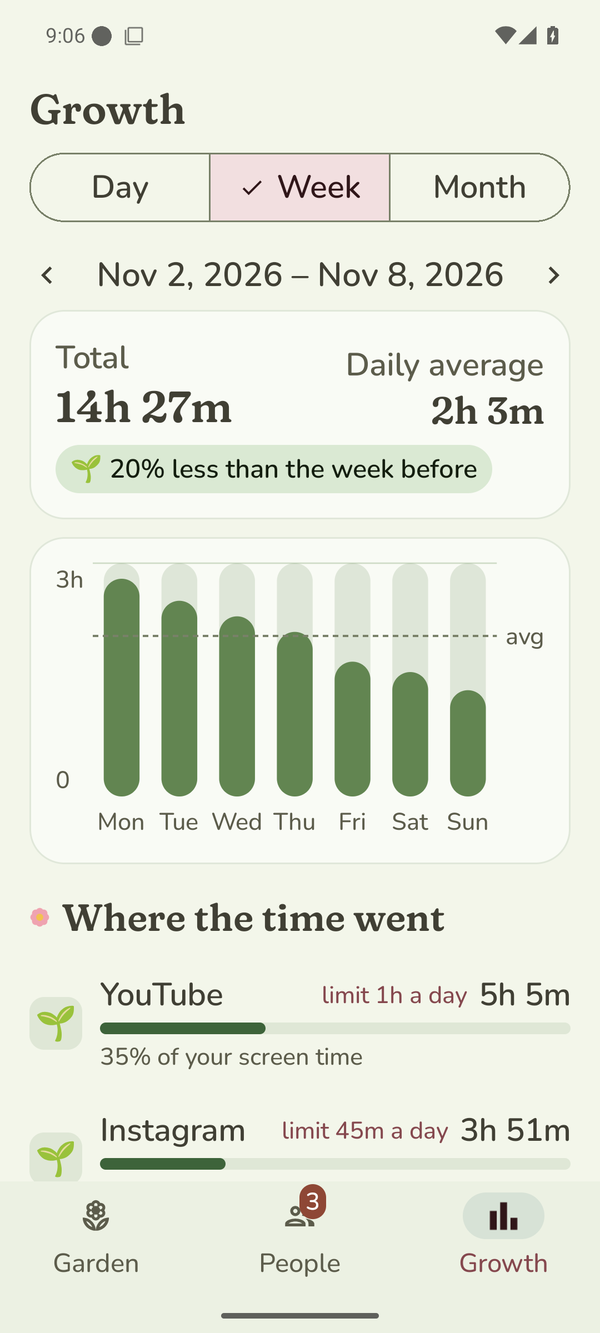 9:06
Growth
Day Week Month
Nov 2, 2026 – Nov 8, 2026
Total
Daily average
14h 27m
2h 3m
20% less than the week before
3h
avg
0
Mon Tue Wed Thu Fri Sat Sun
Where the time went
YouTube limit 1h a day 5h 5m
35% of your screen time
Instagram limit 45m a day 3h 51m
3
Garden People Growth